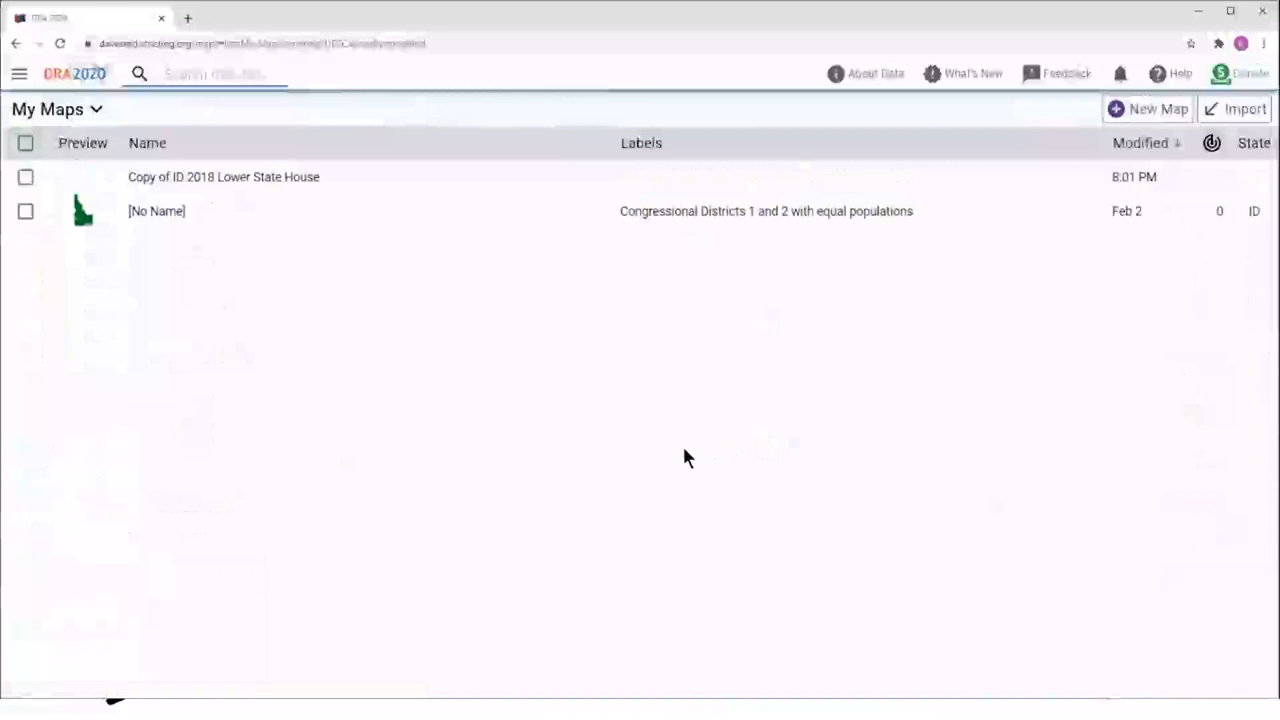 DRA 2020
DRA2020
About Data
What's New
Feedback
Help
Donate
My Maps
New Map
Import
Preview
Name
Labels
Modified
State
Copy of ID 2018 Lower State House
8:01 PM
[No Name]
Congressional Districts 1 and 2 with equal populations
Feb 2
0
ID